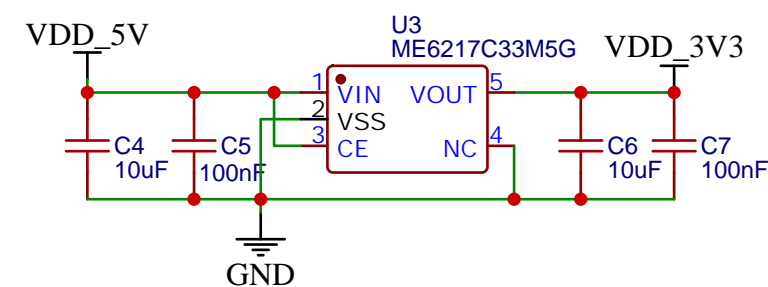 U3
ME6217C33M5G
VDD_5V
VDD_3V3
1
VIN
VOUT
5
2
VSS
3
CE
NC
4
C4
10uF
C5
100nF
C6
10uF
C7
100nF
GND